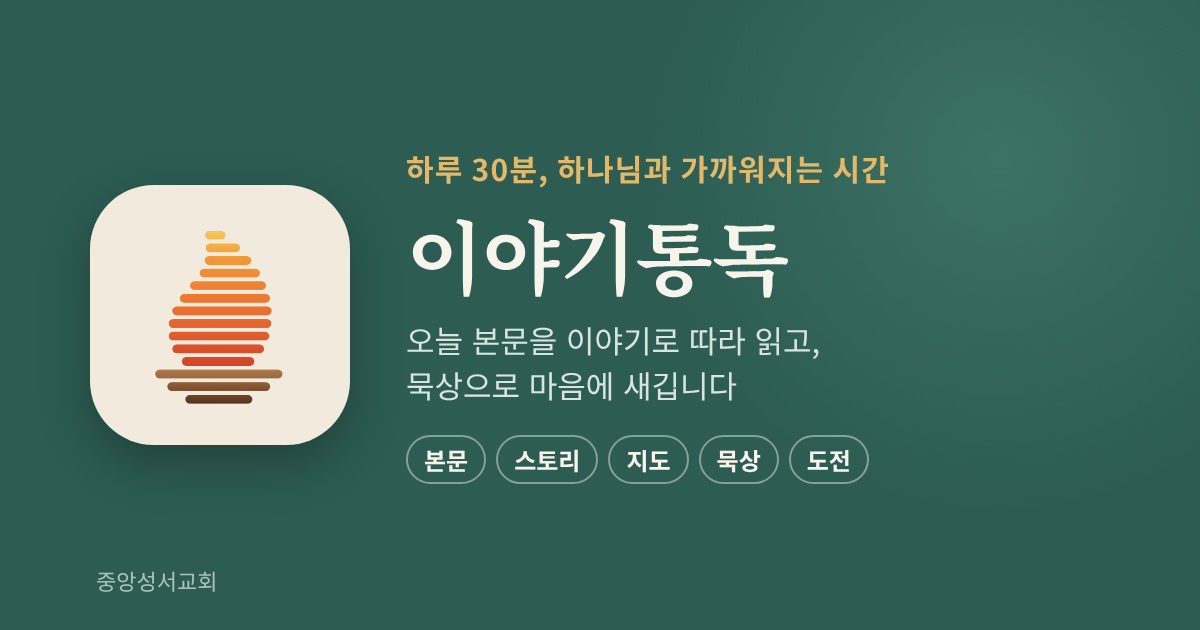 하루 30분, 하나님과 가까워지는 시간
이야기통독
오늘 본문을 이야기로 따라 읽고,
묵상으로 마음에 새깁니다
본문 스토리 지도 묵상 도전
중앙성서교회